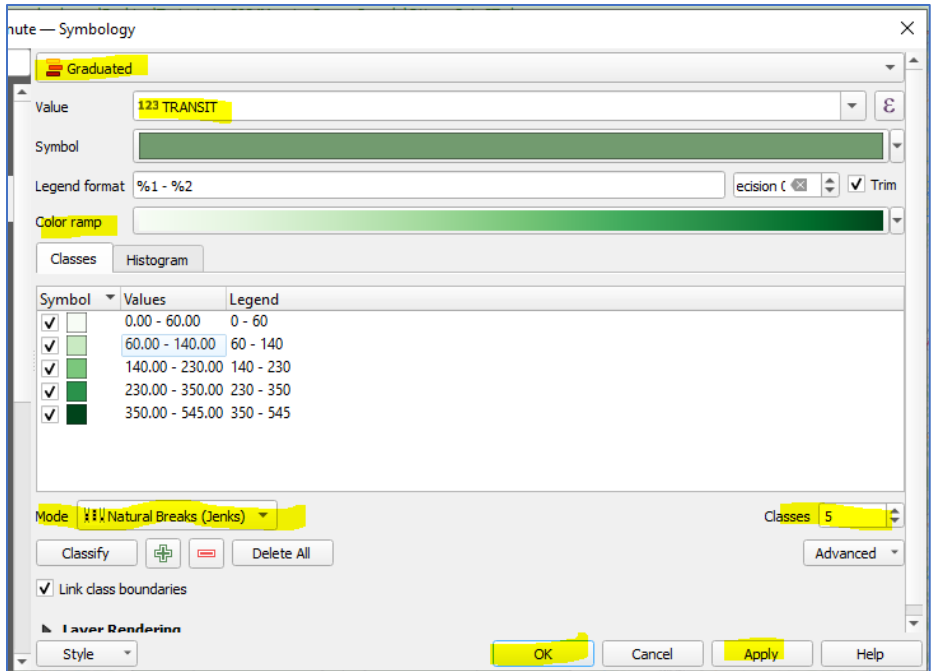 nute — Symbology
Graduated
Value 123 TRANSIT ε
Symbol
Legend format %1 - %2 ecision ( Trim
Color ramp
Classes Histogram
Symbol Values Legend
0.00 - 60.00 0 - 60
60.00 - 140.00 60 - 140
140.00 - 230.00 140 - 230
230.00 - 350.00 230 - 350
350.00 - 545.00 350 - 545
Mode Natural Breaks (Jenks) Classes 5
Classify Delete All Advanced
Link class boundaries
Layer Rendering
Style OK Cancel Apply Help